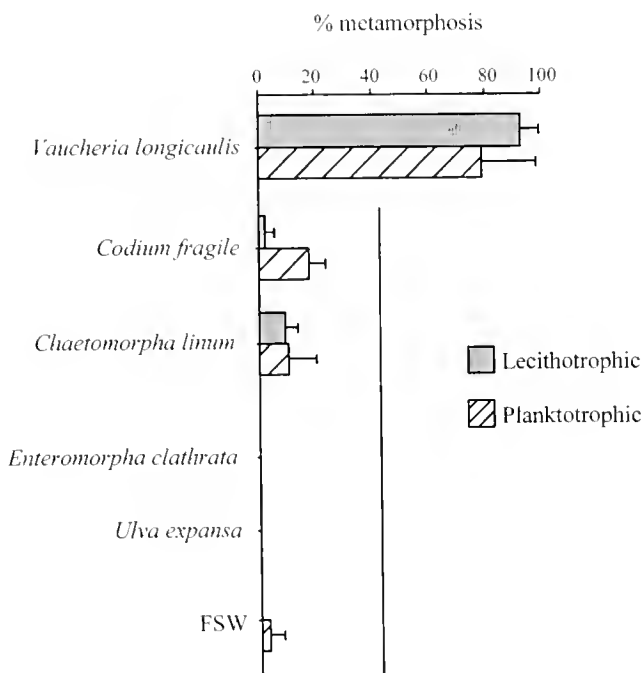 % metamorphosis
0 20 40 60 80 100
Vaucheria longicaulis
Codium fragile
Chaetomorpha linum
Lecithotrophic
Planktotrophic
Enteromorpha clathrata
Ulva expansa
FSW